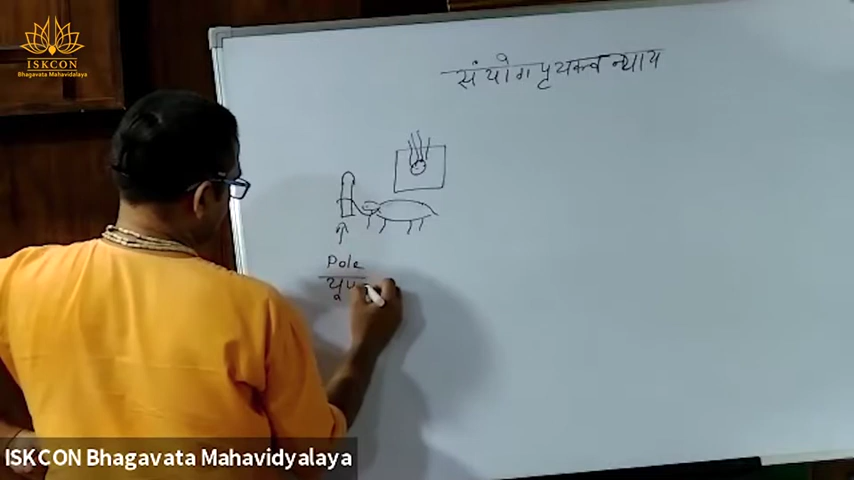 ISKCON
Bhagavata Mahavidyalaya
संयोग पृथक्त्व न्याय
Pole
यूप
ISKCON Bhagavata Mahavidyalaya